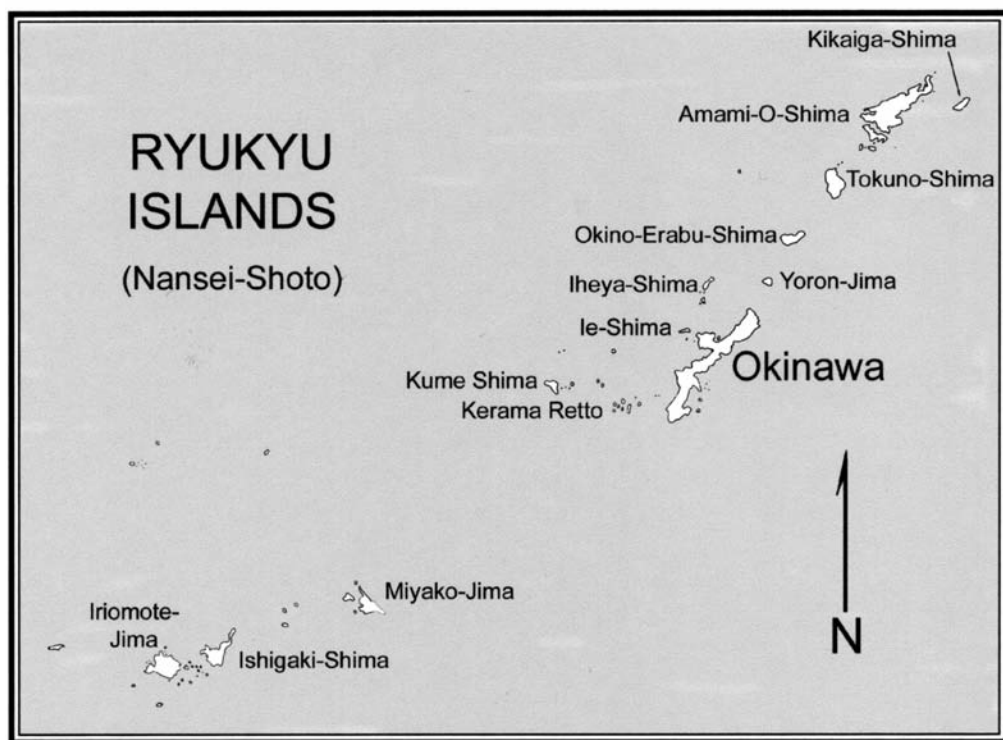 Kikaiga-Shima
Amami-O-Shima
RYUKYU
ISLANDS
(Nansei-Shoto)
Tokuno-Shima
Okino-Erabu-Shima
Iheya-Shima
Yoron-Jima
Ie-Shima
Okinawa
Kume Shima
Kerama Retto
Miyako-Jima
Iriomote-
Jima
Ishigaki-Shima
N